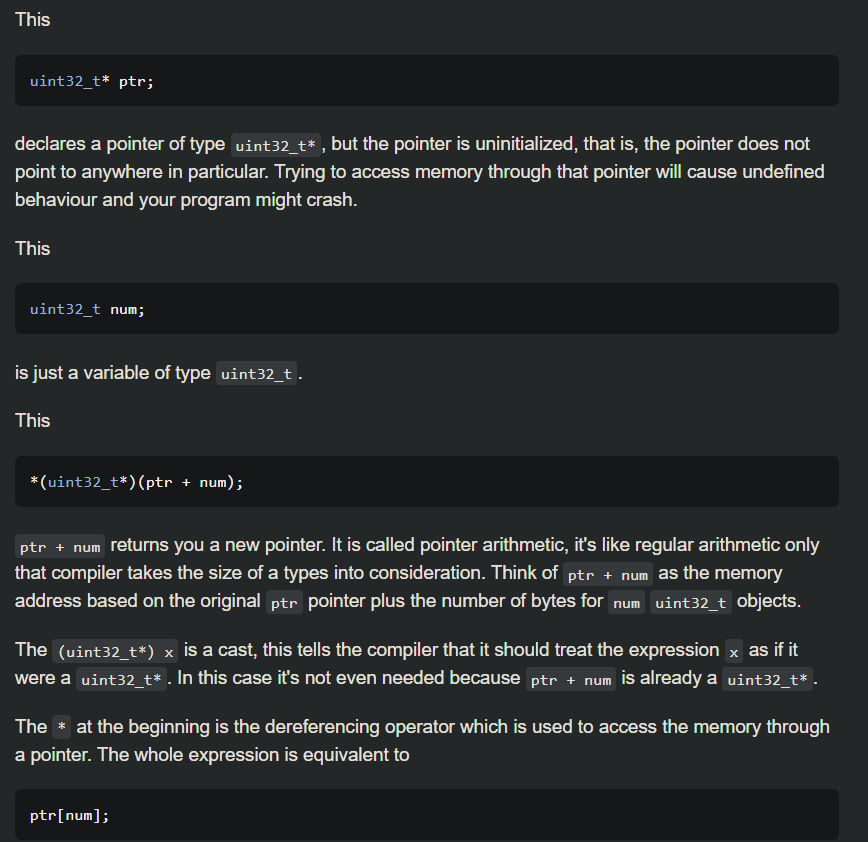 This
uint32_t* ptr;
declares a pointer of type uint32_t*, but the pointer is uninitialized, that is, the pointer does not
point to anywhere in particular. Trying to access memory through that pointer will cause undefined
behaviour and your program might crash.
This
uint32_t num;
is just a variable of type uint32_t.
This
*(uint32_t*)(ptr + num);
ptr + num returns you a new pointer. It is called pointer arithmetic, it's like regular arithmetic only
that compiler takes the size of a types into consideration. Think of ptr + num as the memory
address based on the original ptr pointer plus the number of bytes for num uint32_t objects.
The (uint32_t*) x is a cast, this tells the compiler that it should treat the expression x as if it
were a uint32_t*. In this case it's not even needed because ptr + num is already a uint32_t*.
The * at the beginning is the dereferencing operator which is used to access the memory through
a pointer. The whole expression is equivalent to
ptr[num];